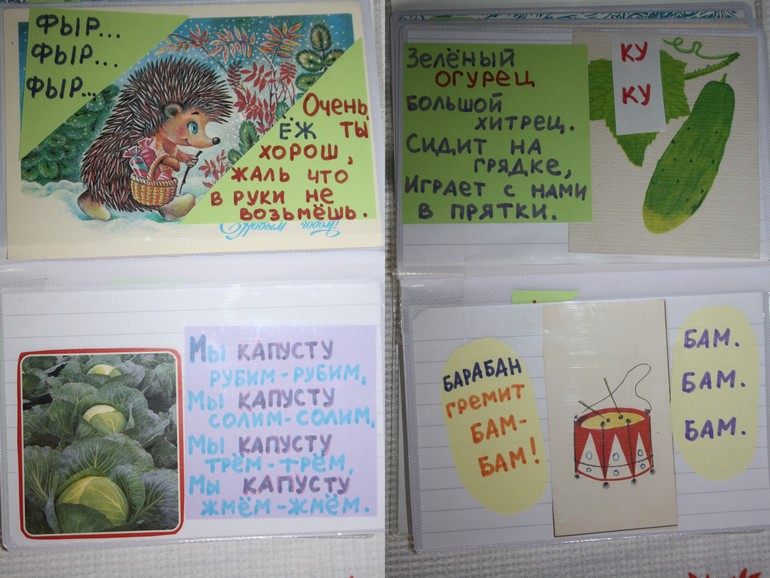 ФЫР...
ФЫР...
ФЫР...
Очень
ЁЖ ТЫ
ХОРОШ,
ЖАЛЬ ЧТО
В РУКИ НЕ
ВОЗЬМЁШЬ.
Зелёный
ОГУРЕЦ
БОЛЬШОЙ
ХИТРЕЦ.
СИДИТ НА
ГРЯДКЕ,
ИГРАЕТ С НАМИ
В ПРЯТКИ.
КУ
КУ
Мы КАПУСТУ
РУБИМ-РУБИМ,
Мы КАПУСТУ
СОЛИМ-СОЛИМ,
Мы КАПУСТУ
ТРЁМ-ТРЁМ,
Мы КАПУСТУ
ЖМЁМ-ЖМЁМ.
БАРАБАН
гремит
БАМ-
БАМ!
БАМ.
БАМ.
БАМ.